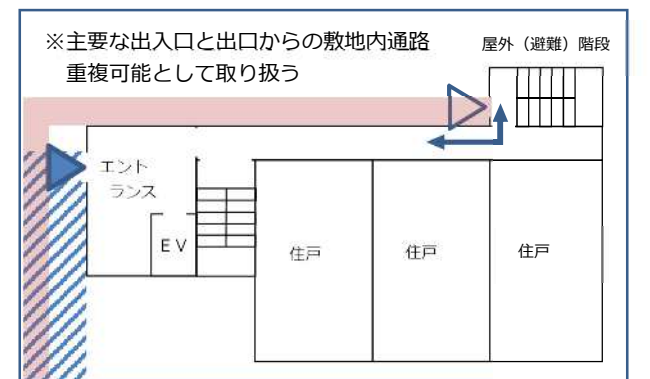 ※主要な出入口と出口からの敷地内通路
重複可能として取り扱う
屋外（避難）階段
エント
ランス
ＥＶ
住戸
住戸
住戸